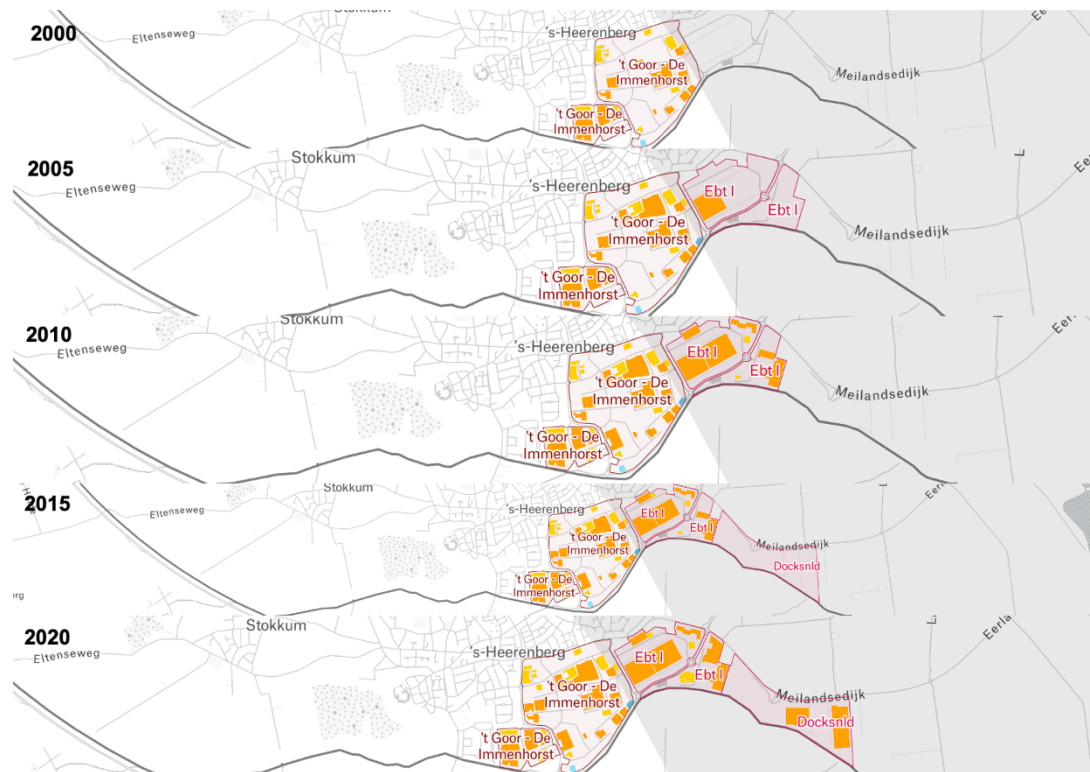 2000
Eltenseweg
Stokkum
's-Heerenberg
't Goor - De
Immenhorst
't Goor - De
Immenhorst
Meilandsedijk
2005
Stokkum
Eltenseweg
's-Heerenberg
Ebt I
Ebt I
't Goor - De
Immenhorst
't Goor - De
Immenhorst
Meilandsedijk
2010
Stokkum
Eltenseweg
's-Heerenberg
Ebt I
Ebt I
't Goor - De
Immenhorst
't Goor - De
Immenhorst
Meilandsedijk
2015
Stokkum
Eltenseweg
's-Heerenberg
Ebt I
Ebt I
't Goor - De
Immenhorst
't Goor - De
Immenhorst
Meilandsedijk
Docksnld
2020
Stokkum
Eltenseweg
's-Heerenberg
Ebt I
Ebt I
't Goor - De
Immenhorst
't Goor - De
Immenhorst
Meilandsedijk
Docksnld
Eerla